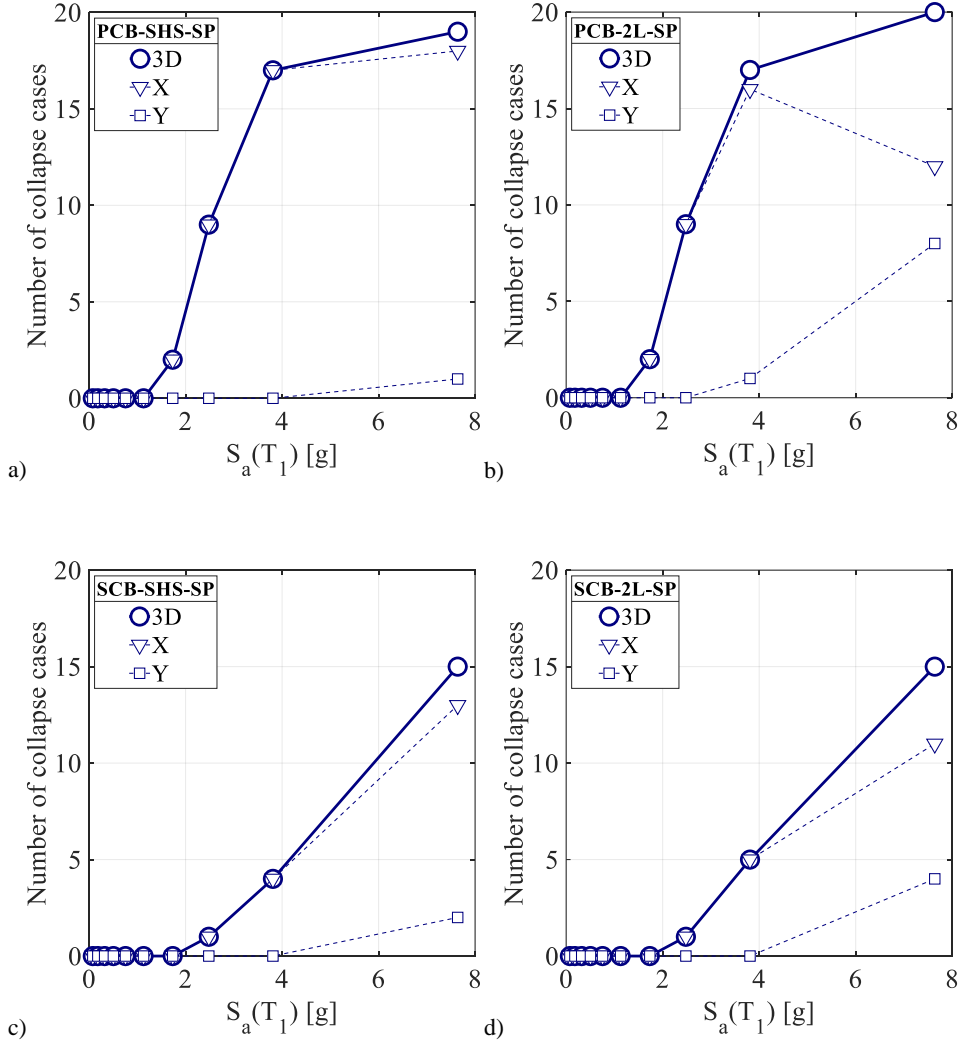 PCB-SHS-SP
3D
X
Y
Number of collapse cases
20
15
10
5
0
0 2 4 6 8
Sₐ(T₁) [g]
a)
PCB-2L-SP
3D
X
Y
Number of collapse cases
20
15
10
5
0
0 2 4 6 8
Sₐ(T₁) [g]
b)
SCB-SHS-SP
3D
X
Y
Number of collapse cases
20
15
10
5
0
0 2 4 6 8
Sₐ(T₁) [g]
c)
SCB-2L-SP
3D
X
Y
Number of collapse cases
20
15
10
5
0
0 2 4 6 8
Sₐ(T₁) [g]
d)